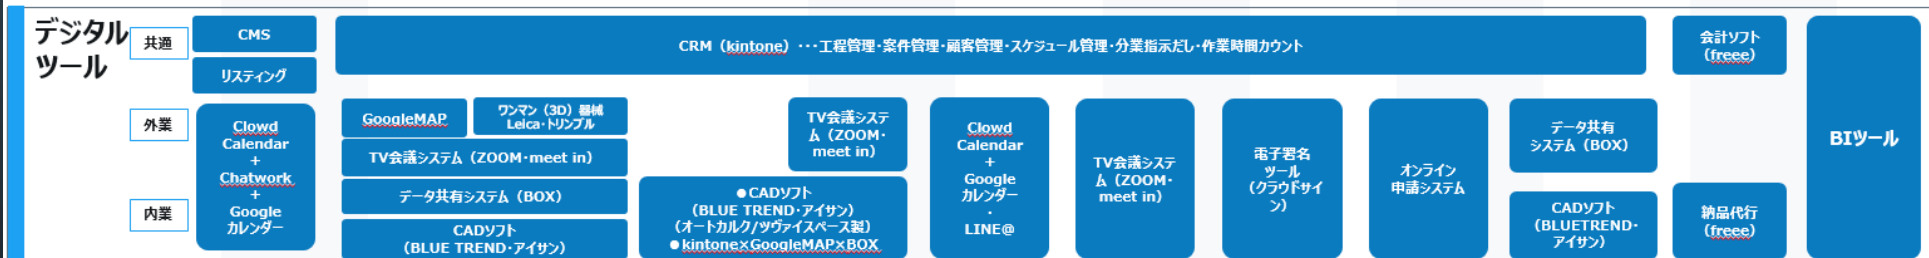 デジタル
ツール
共通
CMS
リスティング
CRM（kintone）･･･工程管理・案件管理・顧客管理・スケジュール管理・分業指示だし・作業時間カウント
会計ソフト
（freee）
BIツール
外業
内業
Clowd
Calendar
+
Chatwork
+
Google
カレンダー
GoogleMAP
ワンマン（3D）器械
Leica・トリンブル
TV会議システム（ZOOM・meet in）
データ共有システム（BOX）
CADソフト
（BLUE TREND・アイサン）
TV会議システ
ム（ZOOM・
meet in）
●CADソフト
（BLUE TREND・アイサン）
（オートカルク/ツヴァイスペース製）
●kintone×GoogleMAP×BOX
Clowd
Calendar
+
Google
カレンダー
・
LINE@
TV会議システ
ム（ZOOM・
meet in）
電子署名
ツール
（クラウドサイ
ン）
オンライン
申請システム
データ共有
システム（BOX）
CADソフト
（BLUETREND・
アイサン）
納品代行
（freee）